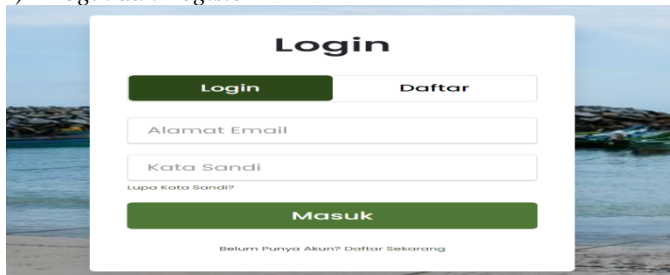 Login
Login Daftar
Alamat Email
Kata Sandi
Lupa Kata Sandi?
Masuk
Belum Punya Akun? Daftar Sekarang